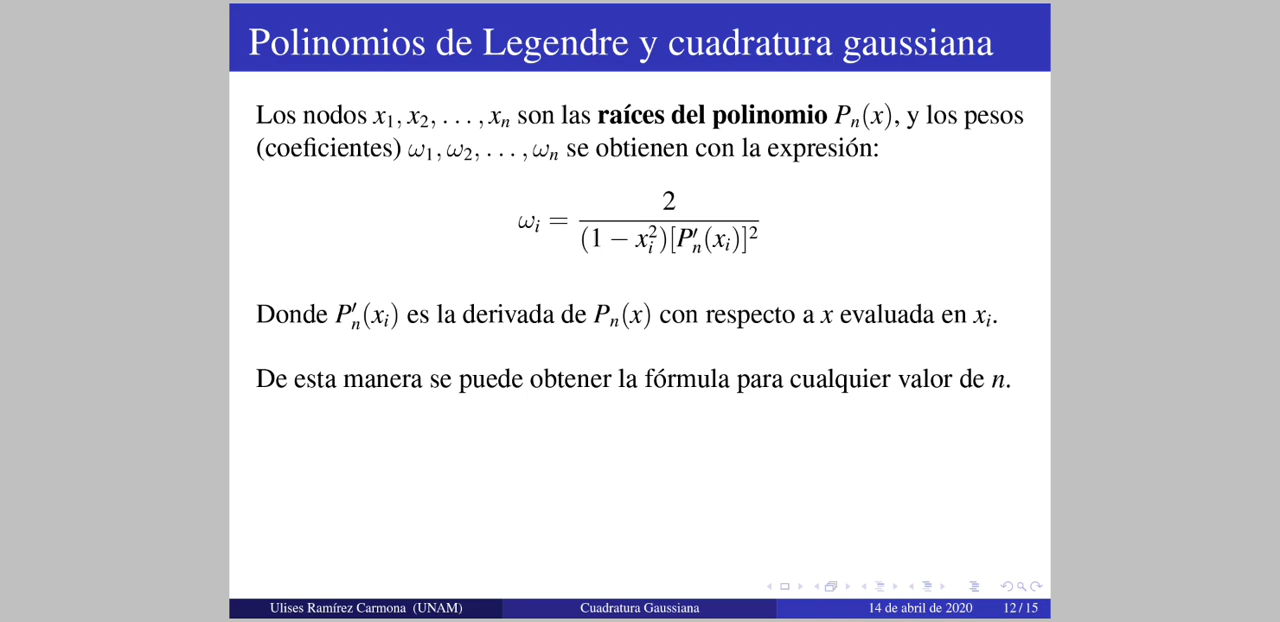 Polinomios de Legendre y cuadratura gaussiana
Los nodos x₁, x₂, . . . , xₙ son las raíces del polinomio Pₙ(x), y los pesos
(coeficientes) ω₁, ω₂, . . . , ωₙ se obtienen con la expresión:
ωᵢ = 2 / (1 − xᵢ²)[P′ₙ(xᵢ)]²
Donde P′ₙ(xᵢ) es la derivada de Pₙ(x) con respecto a x evaluada en xᵢ.
De esta manera se puede obtener la fórmula para cualquier valor de n.
Ulises Ramírez Carmona (UNAM) Cuadratura Gaussiana 14 de abril de 2020 12 / 15